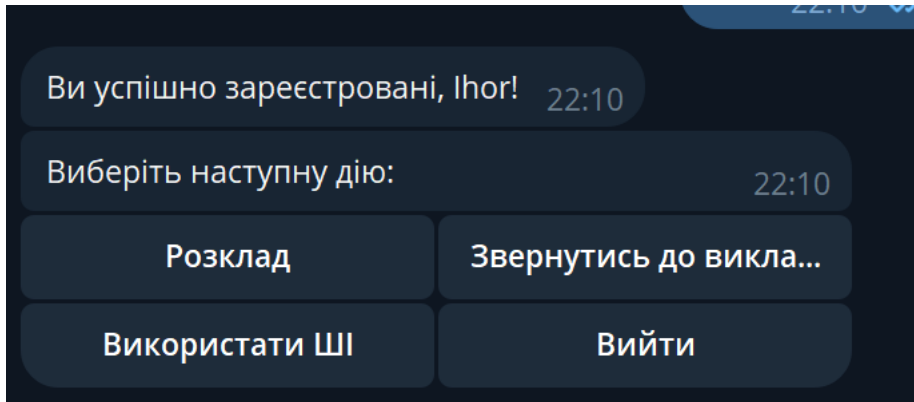 22:10
Ви успішно зареєстровані, Ihor! 22:10
Виберіть наступну дію: 22:10
Розклад
Звернутись до викла...
Використати ШІ
Вийти